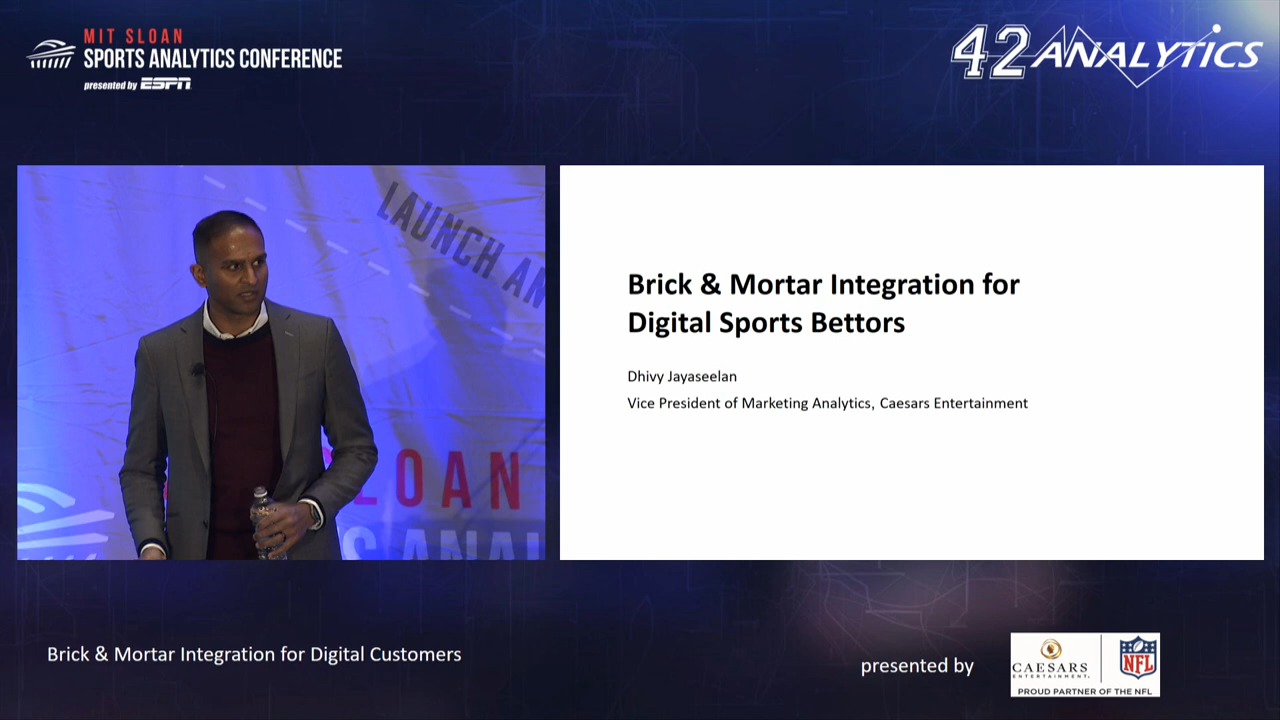 MIT SLOAN
SPORTS ANALYTICS CONFERENCE
presented by ESPN
42 ANALYTICS
LAUNCH AN
SLOAN
S ANAL
Brick & Mortar Integration for
Digital Sports Bettors
Dhivy Jayaseelan
Vice President of Marketing Analytics, Caesars Entertainment
Brick & Mortar Integration for Digital Customers
presented by
CAESARS
ENTERTAINMENT.
NFL
PROUD PARTNER OF THE NFL